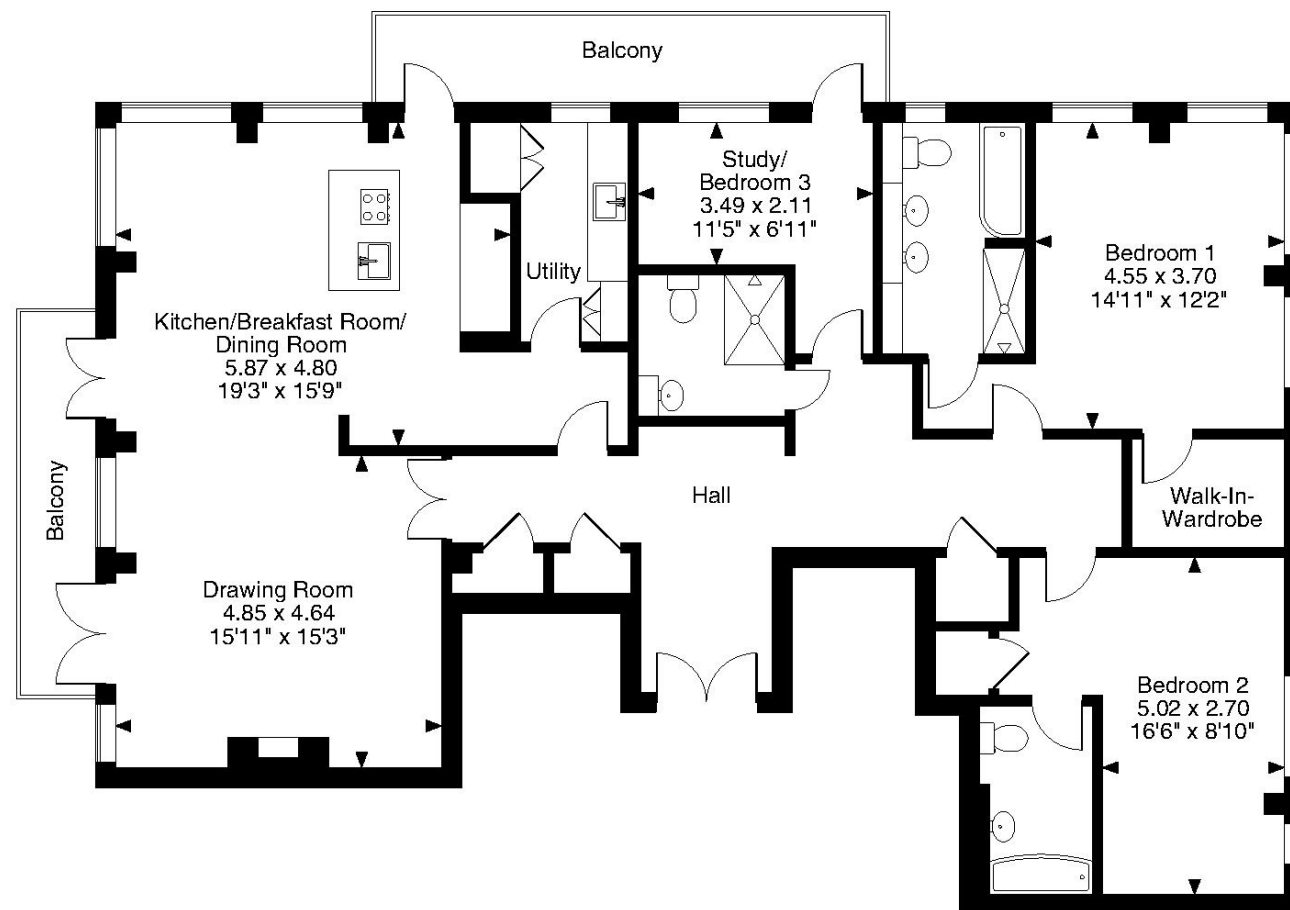 Balcony
Study/
Bedroom 3
3.49 x 2.11
11'5" x 6'11"
Bedroom 1
4.55 x 3.70
14'11" x 12'2"
Utility
Kitchen/Breakfast Room/
Dining Room
5.87 x 4.80
19'3" x 15'9"
Balcony
Hall
Walk-In-
Wardrobe
Drawing Room
4.85 x 4.64
15'11" x 15'3"
Bedroom 2
5.02 x 2.70
16'6" x 8'10"